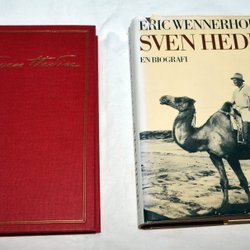 ERIC WENNERHO
SVEN HEDI
EN BIOGRAFI